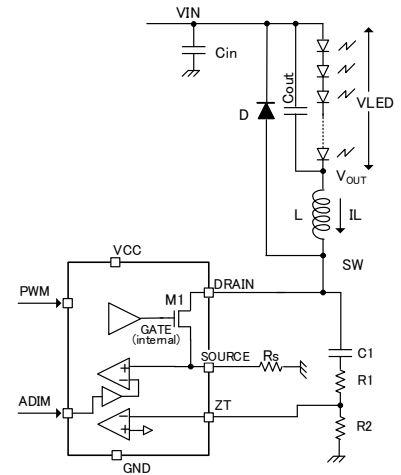 VIN
Cin
D
Cout
VLED
VOUT
L
IL
SW
VCC
PWM
DRAIN
M1
GATE
(internal)
SOURCE
Rs
C1
R1
ADIM
ZT
R2
GND